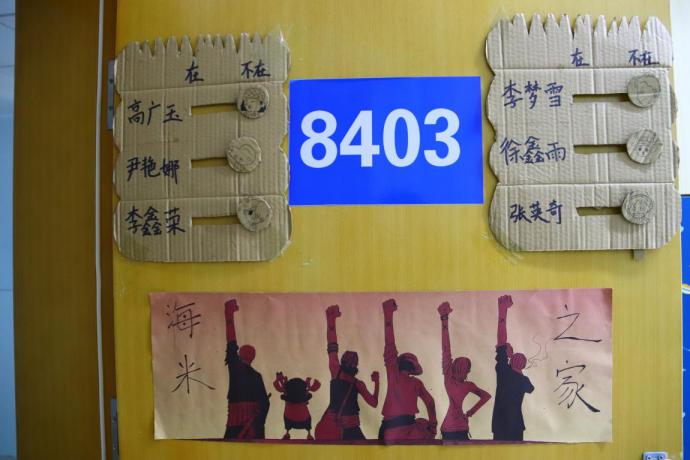 在 不在
高广玉
尹艳娜
李鑫荣
8403
在 不在
李梦雪
徐鑫雨
张英奇
海米
之家